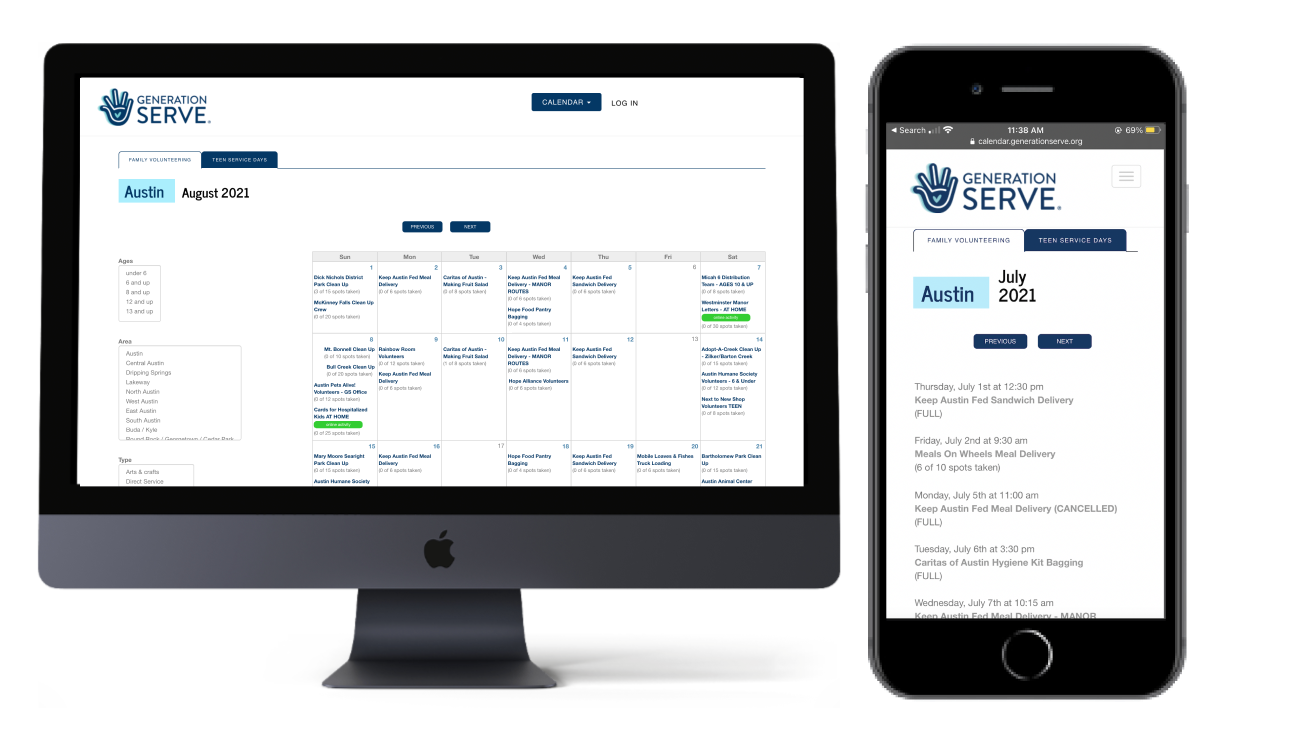 GENERATION
SERVE.
CALENDAR
LOG IN
FAMILY VOLUNTEERING
TEEN SERVICE DAYS
Austin
August 2021
PREVIOUS
NEXT
Ages
under 6
6 and up
8 and up
12 and up
13 and up
Area
Austin
Central Austin
Dripping Springs
Lakeway
North Austin
West Austin
East Austin
South Austin
Buda / Kyle
Round Rock / Georgetown / Cedar Park
Type
Arts & crafts
Direct Service
Sun Mon Tue Wed Thu Fri Sat
1
Dick Nichols District
Park Clean Up
(3 of 15 spots taken)
McKinney Falls Clean Up
Crew
(0 of 20 spots taken)
2
Keep Austin Fed Meal
Delivery
(0 of 6 spots taken)
3
Caritas of Austin -
Making Fruit Salad
(0 of 8 spots taken)
4
Keep Austin Fed Meal
Delivery - MANOR
ROUTES
(0 of 6 spots taken)
Hope Food Pantry
Bagging
(0 of 4 spots taken)
5
Keep Austin Fed
Sandwich Delivery
(0 of 6 spots taken)
6
7
Micah 6 Distribution
Team - AGES 10 & UP
(0 of 8 spots taken)
Westminster Manor
Letters - AT HOME
online activity
(0 of 30 spots taken)
8
Mt. Bonnell Clean Up
(0 of 10 spots taken)
Bull Creek Clean Up
(0 of 20 spots taken)
Austin Pets Alive!
Volunteers - GS Office
(0 of 12 spots taken)
Cards for Hospitalized
Kids AT HOME
online activity
(0 of 25 spots taken)
9
Rainbow Room
Volunteers
(0 of 12 spots taken)
Keep Austin Fed Meal
Delivery
(0 of 6 spots taken)
10
Caritas of Austin -
Making Fruit Salad
(1 of 8 spots taken)
11
Keep Austin Fed Meal
Delivery - MANOR
ROUTES
(0 of 6 spots taken)
Hope Alliance Volunteers
(0 of 6 spots taken)
12
Keep Austin Fed
Sandwich Delivery
(0 of 6 spots taken)
13
14
Adopt-A-Creek Clean Up
- Zilker/Barton Creek
(0 of 15 spots taken)
Austin Humane Society
Volunteers - 6 & Under
(0 of 12 spots taken)
Next to New Shop
Volunteers TEEN
(0 of 8 spots taken)
15
Mary Moore Searight
Park Clean Up
(0 of 15 spots taken)
Austin Humane Society
16
Keep Austin Fed Meal
Delivery
(0 of 6 spots taken)
17
18
Hope Food Pantry
Bagging
(0 of 4 spots taken)
19
Keep Austin Fed
Sandwich Delivery
(0 of 6 spots taken)
20
Mobile Loaves & Fishes
Truck Loading
(0 of 6 spots taken)
21
Bartholomew Park Clean
Up
(0 of 15 spots taken)
Austin Animal Center
Search
11:38 AM
69%
calendar.generationserve.org
GENERATION
SERVE.
FAMILY VOLUNTEERING
TEEN SERVICE DAYS
Austin
July
2021
PREVIOUS
NEXT
Thursday, July 1st at 12:30 pm
Keep Austin Fed Sandwich Delivery
(FULL)
Friday, July 2nd at 9:30 am
Meals On Wheels Meal Delivery
(6 of 10 spots taken)
Monday, July 5th at 11:00 am
Keep Austin Fed Meal Delivery (CANCELLED)
(FULL)
Tuesday, July 6th at 3:30 pm
Caritas of Austin Hygiene Kit Bagging
(FULL)
Wednesday, July 7th at 10:15 am
Keep Austin Fed Meal Delivery - MANOR